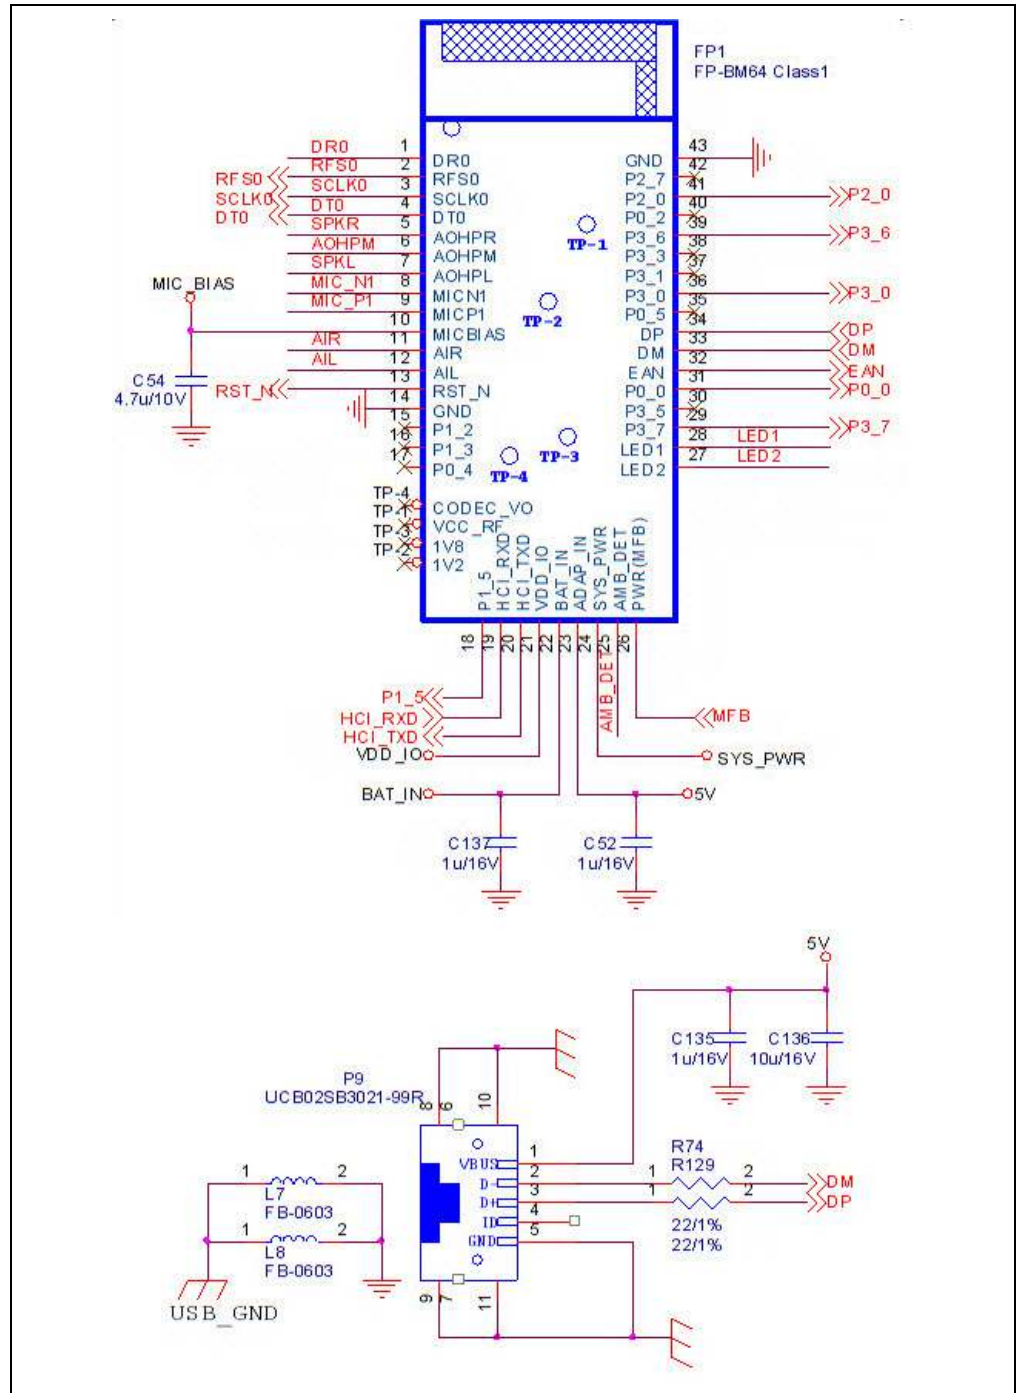 FP1
FP-BM64 Class1
DR0 1 DR0
RFS0 RFS0 2 RFS0
SCLK0 SCLK0 3 SCLK0
DT0 DT0 4 DT0
SPKR 5 AOHPR
AOHPM 6 AOHPM
SPKL 7 AOHPL
MIC_N1 8 MICN1
MIC_P1 9 MICP1
MIC_BIAS
10 MICBIAS
AIR 11 AIR
AIL 12 AIL
RST_N 13 RST_N
14 GND
15 P1_2
16 P1_3
17 P0_4
C54
4.7u/10V
TP-4 CODEC_VO
TP-1 VCC_RF
TP-3 1V8
TP-2 1V2
TP-1
TP-2
TP-3
TP-4
GND 43
P2_7 42
P2_0 41 P2_0
P0_2 40
P3_6 39 P3_6
P3_3 38
P3_1 37
P3_0 36 P3_0
P0_5 35
DP 34 DP
DM 33 DM
EAN 32 EAN
P0_0 31 P0_0
P3_5 30
P3_7 29 P3_7
LED1 28 LED1
LED2 27 LED2
P1_5 HCI_RXD HCI_TXD VDD_IO BAT_IN ADAP_IN SYS_PWR AMB_DET PWR(MFB)
18 19 20 21 22 23 24 25 26
AMB_DET
P1_5
HCI_RXD
MFB
HCI_TXD
VDD_IO
SYS_PWR
BAT_IN
5V
C137
1u/16V
C52
1u/16V
5V
C135
1u/16V
C136
10u/16V
P9
UCB02SB3021-99R
8 6 10
VBUS 1
D- 2
D+ 3
ID 4
GND 5
9 7 11
R74
R129
1 2 DM
1 2 DP
22/1%
22/1%
1 2
L7
FB-0603
1 2
L8
FB-0603
USB_GND